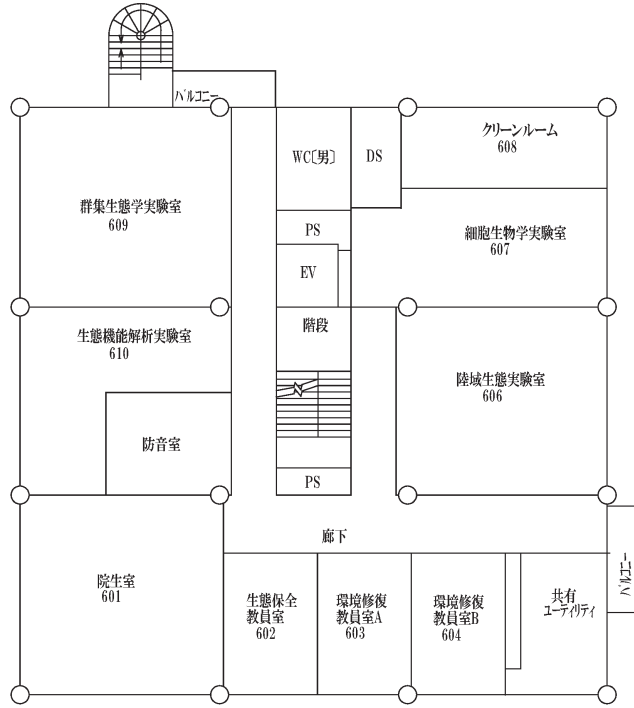 バルコニー
クリーンルーム
608
WC〔男〕
DS
群集生態学実験室
609
PS
細胞生物学実験室
607
EV
階段
生態機能解析実験室
610
陸域生態実験室
606
防音室
PS
廊下
バルコニー
院生室
601
生態保全
教員室
602
環境修復
教員室A
603
環境修復
教員室B
604
共有
ユーティリティ